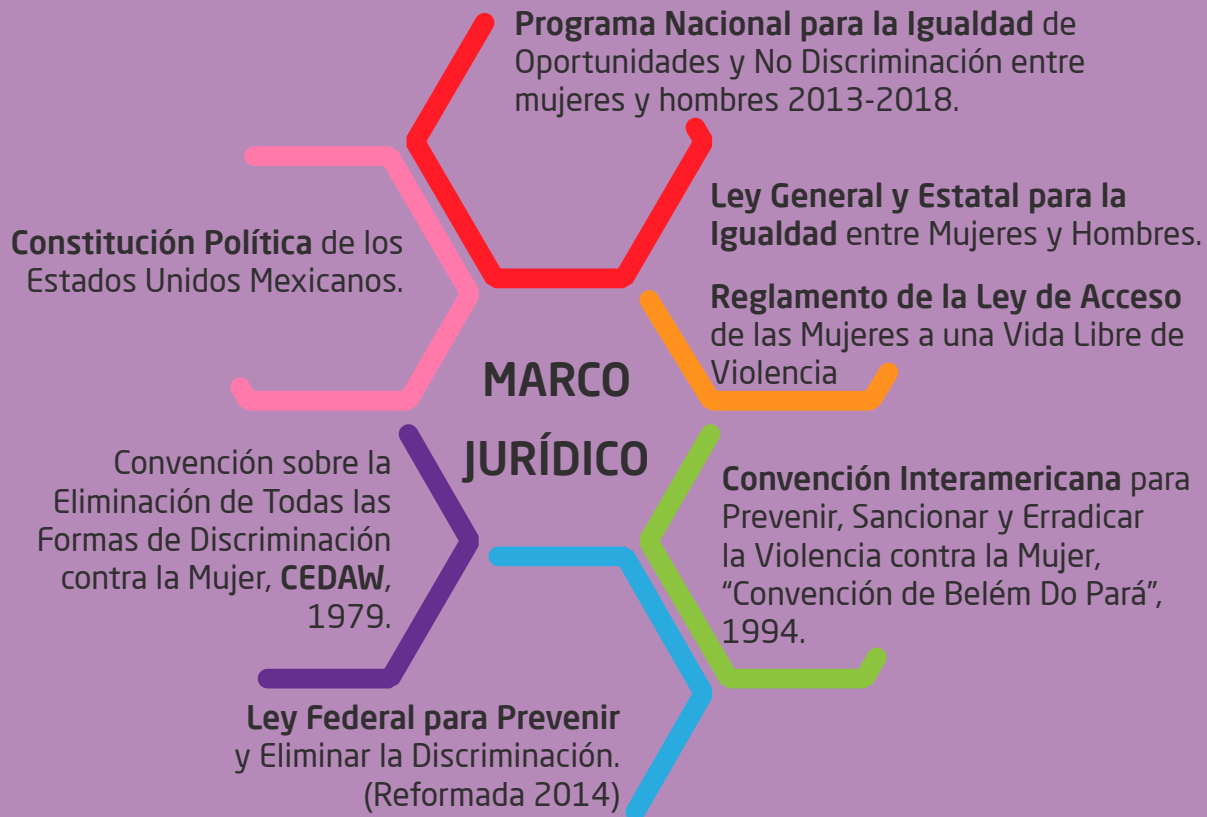 Programa Nacional para la Igualdad de
Oportunidades y No Discriminación entre
mujeres y hombres 2013-2018.
Ley General y Estatal para la
Igualdad entre Mujeres y Hombres.
Constitución Política de los
Estados Unidos Mexicanos.
Reglamento de la Ley de Acceso
de las Mujeres a una Vida Libre de
Violencia
MARCO
JURÍDICO
Convención sobre la
Eliminación de Todas las
Formas de Discriminación
contra la Mujer, CEDAW,
1979.
Convención Interamericana para
Prevenir, Sancionar y Erradicar
la Violencia contra la Mujer,
“Convención de Belém Do Pará”,
1994.
Ley Federal para Prevenir
y Eliminar la Discriminación.
(Reformada 2014)